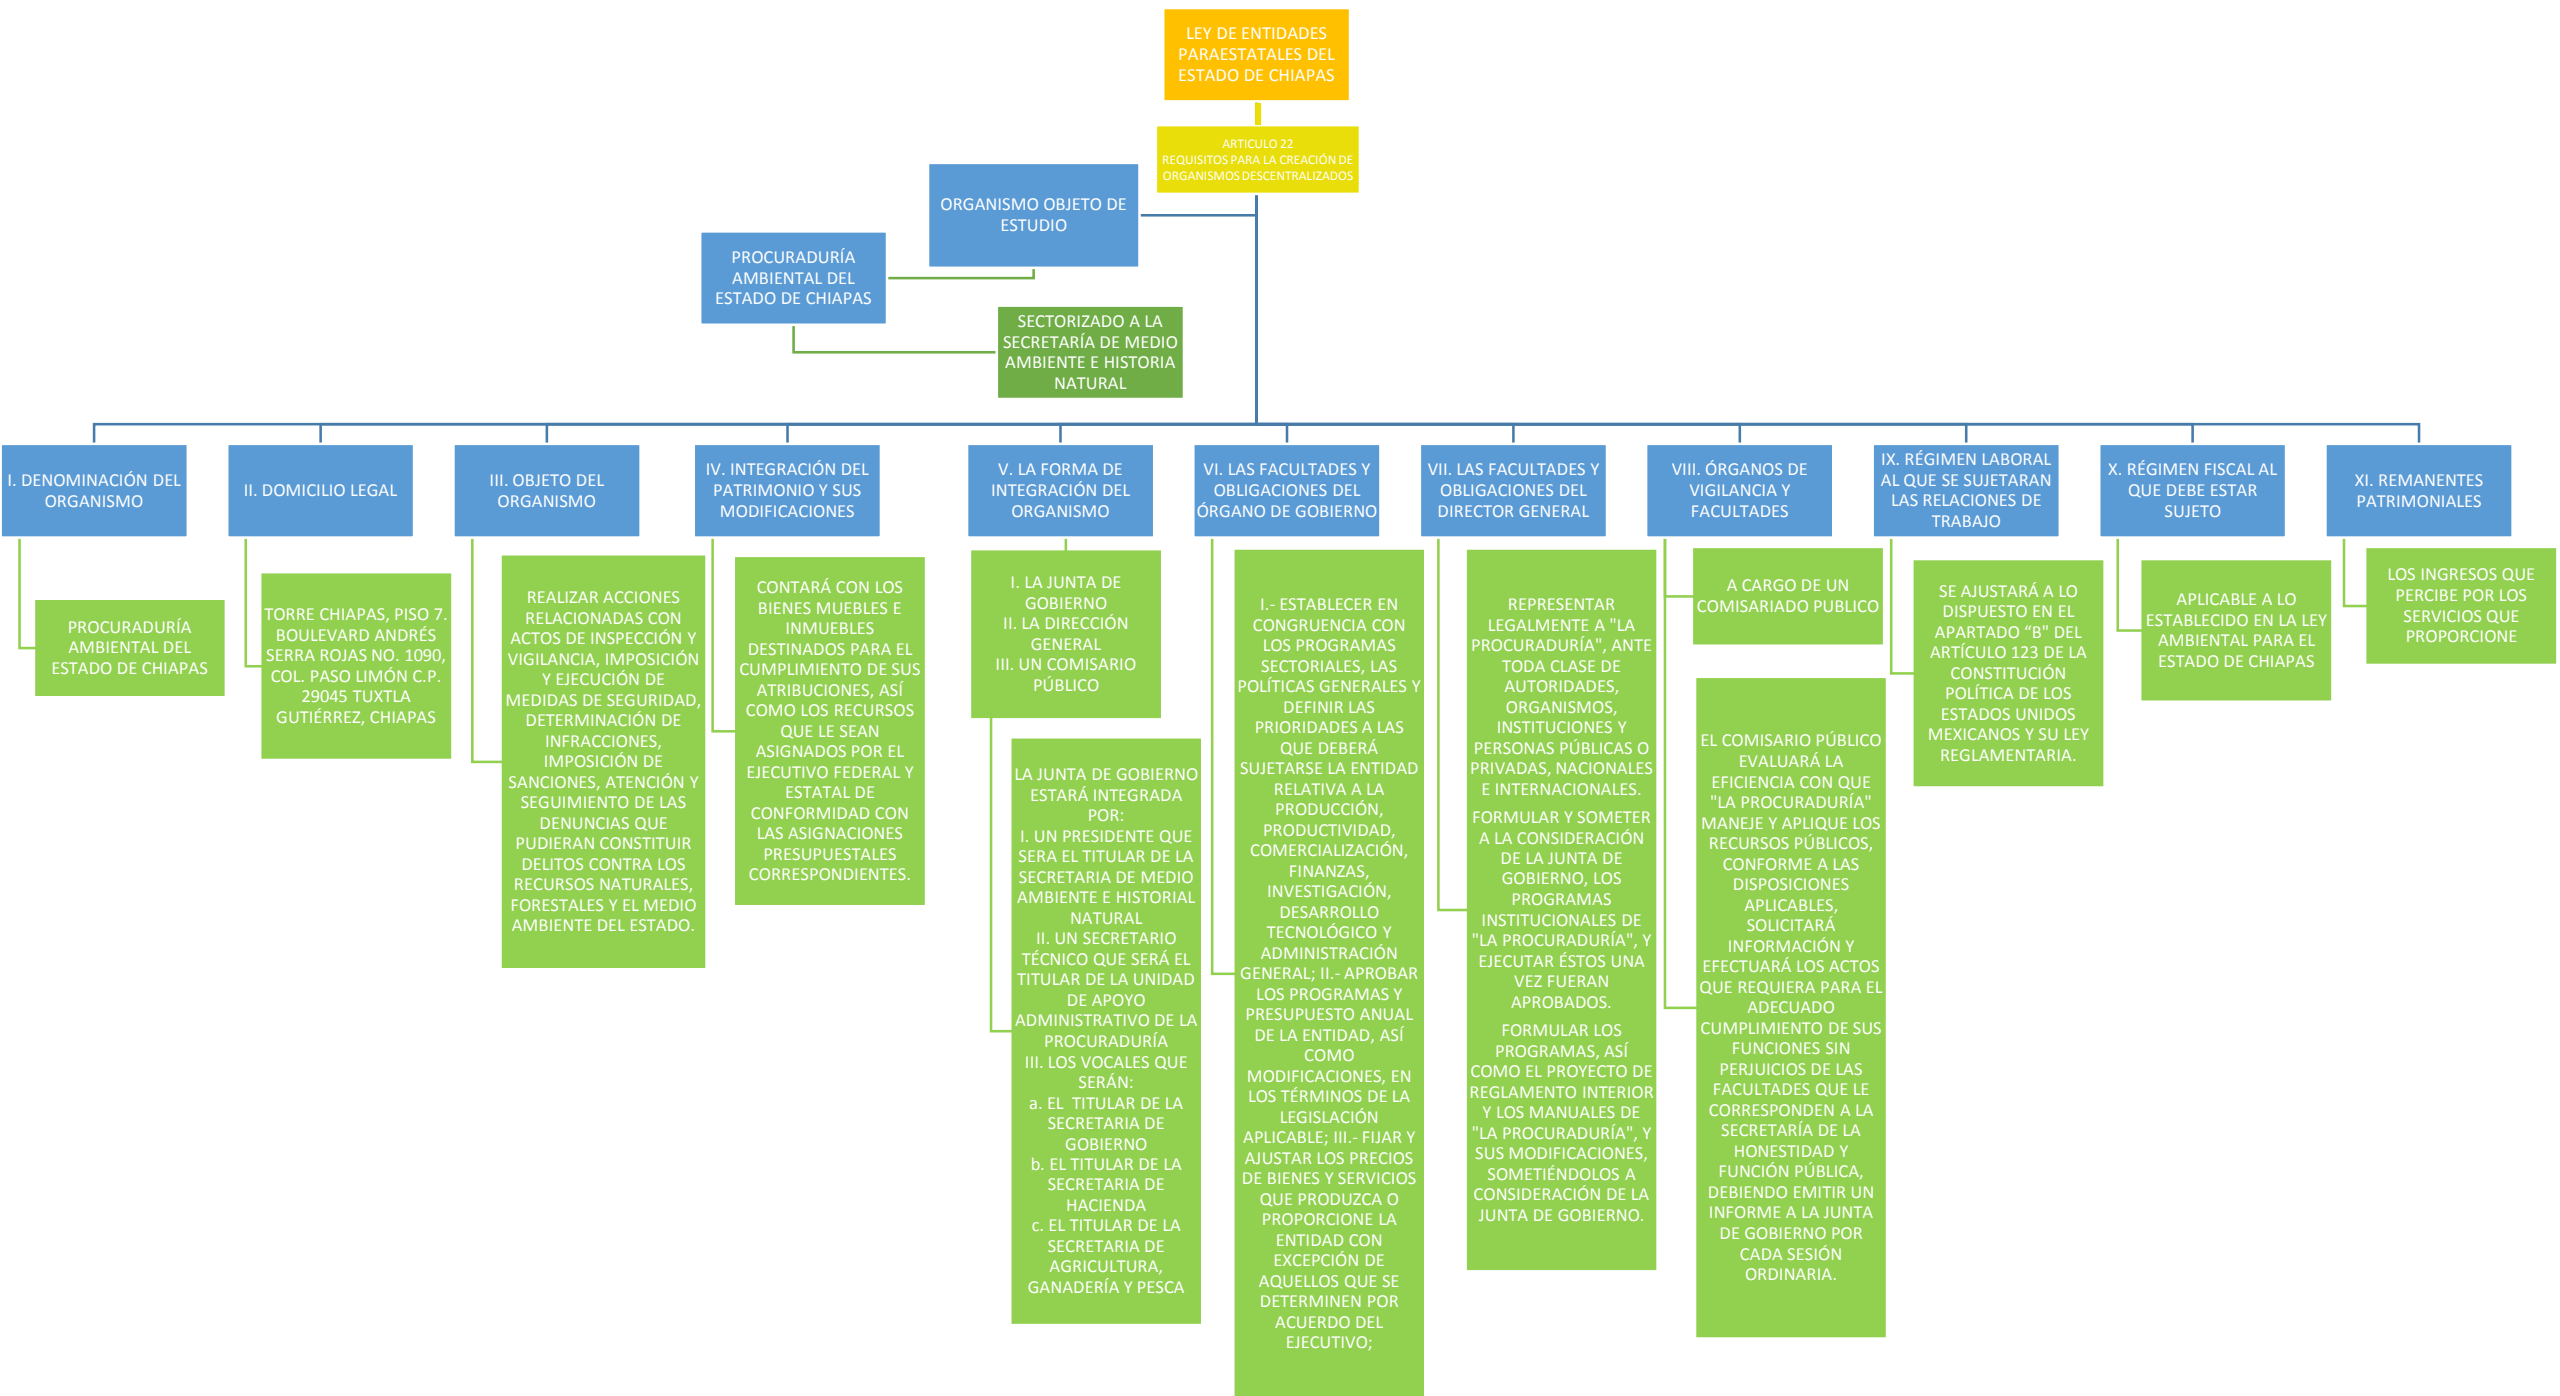 LEY DE ENTIDADES
PARAESTATALES DEL
ESTADO DE CHIAPAS
ARTICULO 22
REQUISITOS PARA LA CREACIÓN DE
ORGANISMOS DESCENTRALIZADOS
ORGANISMO OBJETO DE
ESTUDIO
PROCURADURÍA
AMBIENTAL DEL
ESTADO DE CHIAPAS
SECTORIZADO A LA
SECRETARÍA DE MEDIO
AMBIENTE E HISTORIA
NATURAL
I. DENOMINACIÓN DEL
ORGANISMO
PROCURADURÍA
AMBIENTAL DEL
ESTADO DE CHIAPAS
II. DOMICILIO LEGAL
TORRE CHIAPAS, PISO 7.
BOULEVARD ANDRÉS
SERRA ROJAS NO. 1090,
COL. PASO LIMÓN C.P.
29045 TUXTLA
GUTIÉRREZ, CHIAPAS
III. OBJETO DEL
ORGANISMO
REALIZAR ACCIONES
RELACIONADAS CON
ACTOS DE INSPECCIÓN Y
VIGILANCIA, IMPOSICIÓN
Y EJECUCIÓN DE
MEDIDAS DE SEGURIDAD,
DETERMINACIÓN DE
INFRACCIONES,
IMPOSICIÓN DE
SANCIONES, ATENCIÓN Y
SEGUIMIENTO DE LAS
DENUNCIAS QUE
PUDIERAN CONSTITUIR
DELITOS CONTRA LOS
RECURSOS NATURALES,
FORESTALES Y EL MEDIO
AMBIENTE DEL ESTADO.
IV. INTEGRACIÓN DEL
PATRIMONIO Y SUS
MODIFICACIONES
CONTARÁ CON LOS
BIENES MUEBLES E
INMUEBLES
DESTINADOS PARA EL
CUMPLIMIENTO DE SUS
ATRIBUCIONES, ASÍ
COMO LOS RECURSOS
QUE LE SEAN
ASIGNADOS POR EL
EJECUTIVO FEDERAL Y
ESTATAL DE
CONFORMIDAD CON
LAS ASIGNACIONES
PRESUPUESTALES
CORRESPONDIENTES.
V. LA FORMA DE
INTEGRACIÓN DEL
ORGANISMO
I. LA JUNTA DE
GOBIERNO
II. LA DIRECCIÓN
GENERAL
III. UN COMISARIO
PÚBLICO
LA JUNTA DE GOBIERNO
ESTARÁ INTEGRADA
POR:
I. UN PRESIDENTE QUE
SERA EL TITULAR DE LA
SECRETARIA DE MEDIO
AMBIENTE E HISTORIAL
NATURAL
II. UN SECRETARIO
TÉCNICO QUE SERÁ EL
TITULAR DE LA UNIDAD
DE APOYO
ADMINISTRATIVO DE LA
PROCURADURÍA
III. LOS VOCALES QUE
SERÁN:
a. EL  TITULAR DE LA
SECRETARIA DE
GOBIERNO
b. EL TITULAR DE LA
SECRETARIA DE
HACIENDA
c. EL TITULAR DE LA
SECRETARIA DE
AGRICULTURA,
GANADERÍA Y PESCA
VI. LAS FACULTADES Y
OBLIGACIONES DEL
ÓRGANO DE GOBIERNO
I.- ESTABLECER EN
CONGRUENCIA CON
LOS PROGRAMAS
SECTORIALES, LAS
POLÍTICAS GENERALES Y
DEFINIR LAS
PRIORIDADES A LAS
QUE DEBERÁ
SUJETARSE LA ENTIDAD
RELATIVA A LA
PRODUCCIÓN,
PRODUCTIVIDAD,
COMERCIALIZACIÓN,
FINANZAS,
INVESTIGACIÓN,
DESARROLLO
TECNOLÓGICO Y
ADMINISTRACIÓN
GENERAL; II.- APROBAR
LOS PROGRAMAS Y
PRESUPUESTO ANUAL
DE LA ENTIDAD, ASÍ
COMO
MODIFICACIONES, EN
LOS TÉRMINOS DE LA
LEGISLACIÓN
APLICABLE; III.- FIJAR Y
AJUSTAR LOS PRECIOS
DE BIENES Y SERVICIOS
QUE PRODUZCA O
PROPORCIONE LA
ENTIDAD CON
EXCEPCIÓN DE
AQUELLOS QUE SE
DETERMINEN POR
ACUERDO DEL
EJECUTIVO;
VII. LAS FACULTADES Y
OBLIGACIONES DEL
DIRECTOR GENERAL
REPRESENTAR
LEGALMENTE A "LA
PROCURADURÍA", ANTE
TODA CLASE DE
AUTORIDADES,
ORGANISMOS,
INSTITUCIONES Y
PERSONAS PÚBLICAS O
PRIVADAS, NACIONALES
E INTERNACIONALES.
FORMULAR Y SOMETER
A LA CONSIDERACIÓN
DE LA JUNTA DE
GOBIERNO, LOS
PROGRAMAS
INSTITUCIONALES DE
"LA PROCURADURÍA", Y
EJECUTAR ÉSTOS UNA
VEZ FUERAN
APROBADOS.
FORMULAR LOS
PROGRAMAS, ASÍ
COMO EL PROYECTO DE
REGLAMENTO INTERIOR
Y LOS MANUALES DE
"LA PROCURADURÍA", Y
SUS MODIFICACIONES,
SOMETIÉNDOLOS A
CONSIDERACIÓN DE LA
JUNTA DE GOBIERNO.
VIII. ÓRGANOS DE
VIGILANCIA Y
FACULTADES
A CARGO DE UN
COMISARIADO PUBLICO
EL COMISARIO PÚBLICO
EVALUARÁ LA
EFICIENCIA CON QUE
"LA PROCURADURÍA"
MANEJE Y APLIQUE LOS
RECURSOS PÚBLICOS,
CONFORME A LAS
DISPOSICIONES
APLICABLES,
SOLICITARÁ
INFORMACIÓN Y
EFECTUARÁ LOS ACTOS
QUE REQUIERA PARA EL
ADECUADO
CUMPLIMIENTO DE SUS
FUNCIONES SIN
PERJUICIOS DE LAS
FACULTADES QUE LE
CORRESPONDEN A LA
SECRETARÍA DE LA
HONESTIDAD Y
FUNCIÓN PÚBLICA,
DEBIENDO EMITIR UN
INFORME A LA JUNTA
DE GOBIERNO POR
CADA SESIÓN
ORDINARIA.
IX. RÉGIMEN LABORAL
AL QUE SE SUJETARAN
LAS RELACIONES DE
TRABAJO
SE AJUSTARÁ A LO
DISPUESTO EN EL
APARTADO “B" DEL
ARTÍCULO 123 DE LA
CONSTITUCIÓN
POLÍTICA DE LOS
ESTADOS UNIDOS
MEXICANOS Y SU LEY
REGLAMENTARIA.
X. RÉGIMEN FISCAL AL
QUE DEBE ESTAR
SUJETO
APLICABLE A LO
ESTABLECIDO EN LA LEY
AMBIENTAL PARA EL
ESTADO DE CHIAPAS
XI. REMANENTES
PATRIMONIALES
LOS INGRESOS QUE
PERCIBE POR LOS
SERVICIOS QUE
PROPORCIONE